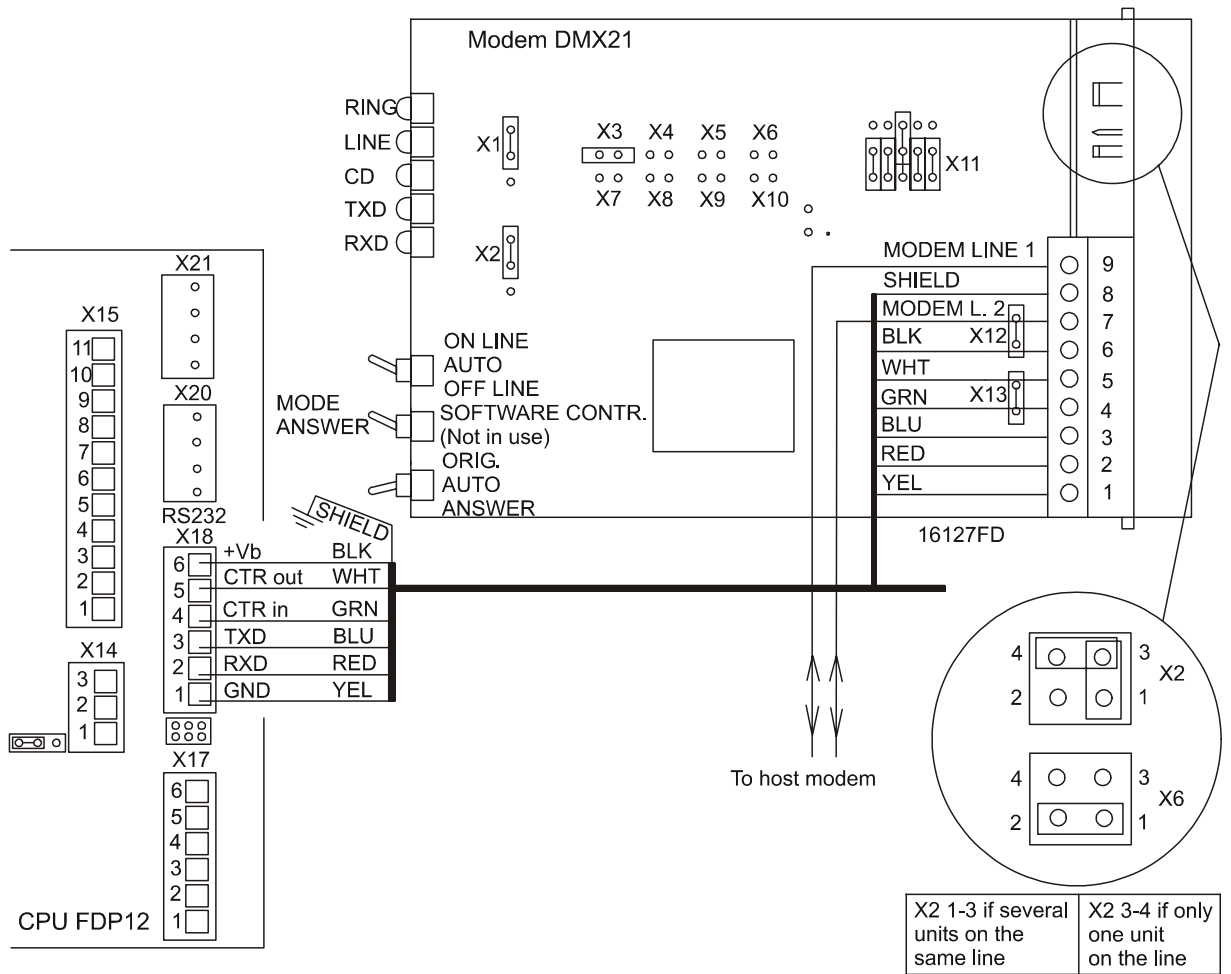 Modem DMX21
RING
LINE
CD
TXD
RXD
X1
X2
X3 X4 X5 X6
X7 X8 X9 X10
X11
MODEM LINE 1 9
SHIELD 8
MODEM L. 2 7
BLK X12 6
WHT 5
GRN X13 4
BLU 3
RED 2
YEL 1
16127FD
ON LINE
AUTO
OFF LINE
MODE
ANSWER
SOFTWARE CONTR.
(Not in use)
ORIG.
AUTO
ANSWER
X21
X15
11
10
9
8
7
6
5
4
3
2
1
X20
RS232
X18
SHIELD
6 +Vb BLK
5 CTR out WHT
4 CTR in GRN
3 TXD BLU
2 RXD RED
1 GND YEL
X14
3
2
1
X17
6
5
4
3
2
1
CPU FDP12
To host modem
4 3
X2
2 1
4 3
X6
2 1
X2 1-3 if several
units on the
same line
X2 3-4 if only
one unit
on the line